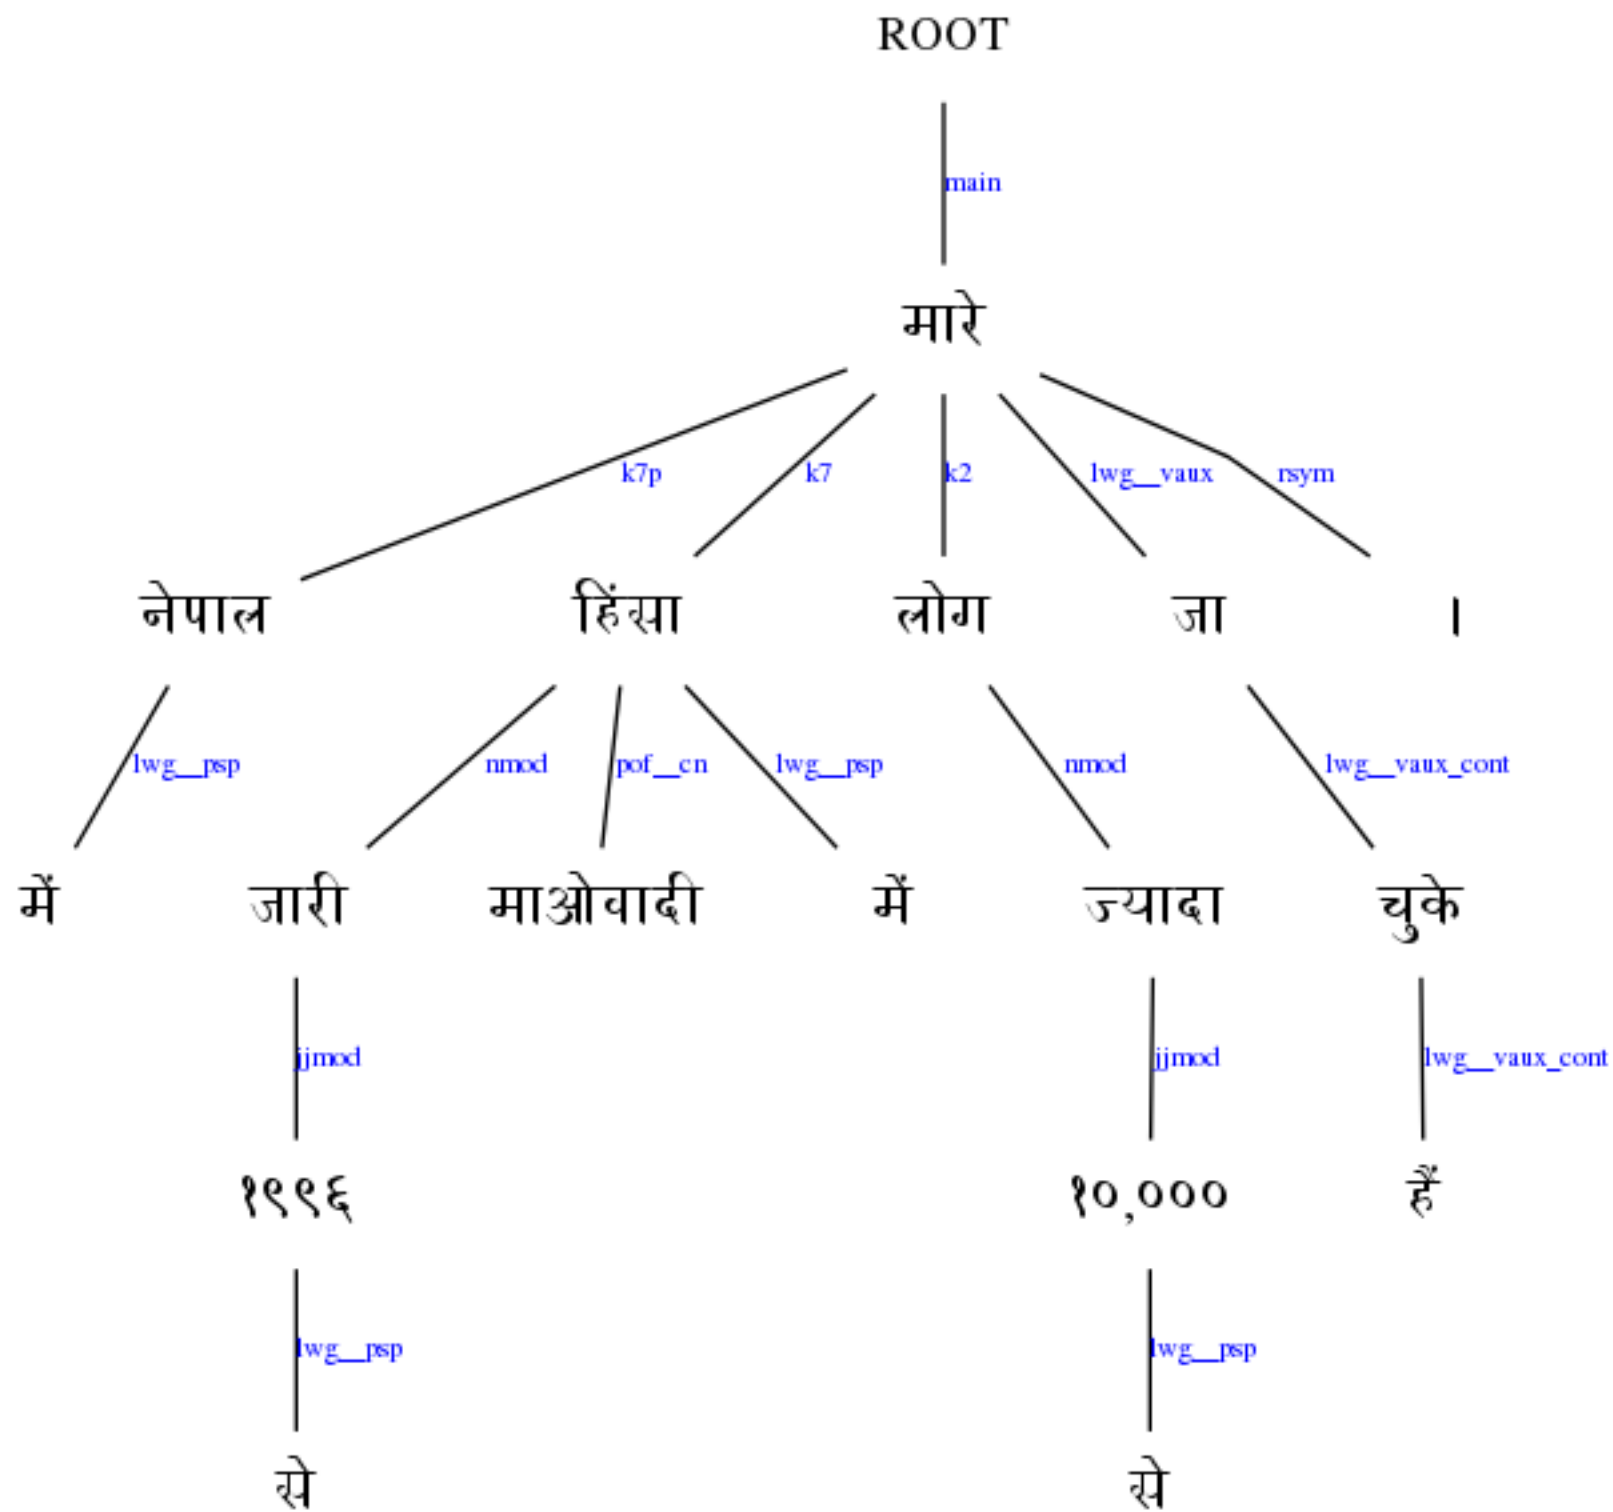 ROOT
main
मारे
k7p k7 k2 lwg__vaux rsym
नेपाल हिंसा लोग जा ।
lwg__psp nmod pof__cn lwg__psp nmod lwg__vaux_cont
में जारी माओवादी में ज्यादा चुके
jjmod jjmod lwg__vaux_cont
१९९६ १०,००० हैं
lwg__psp lwg__psp
से से